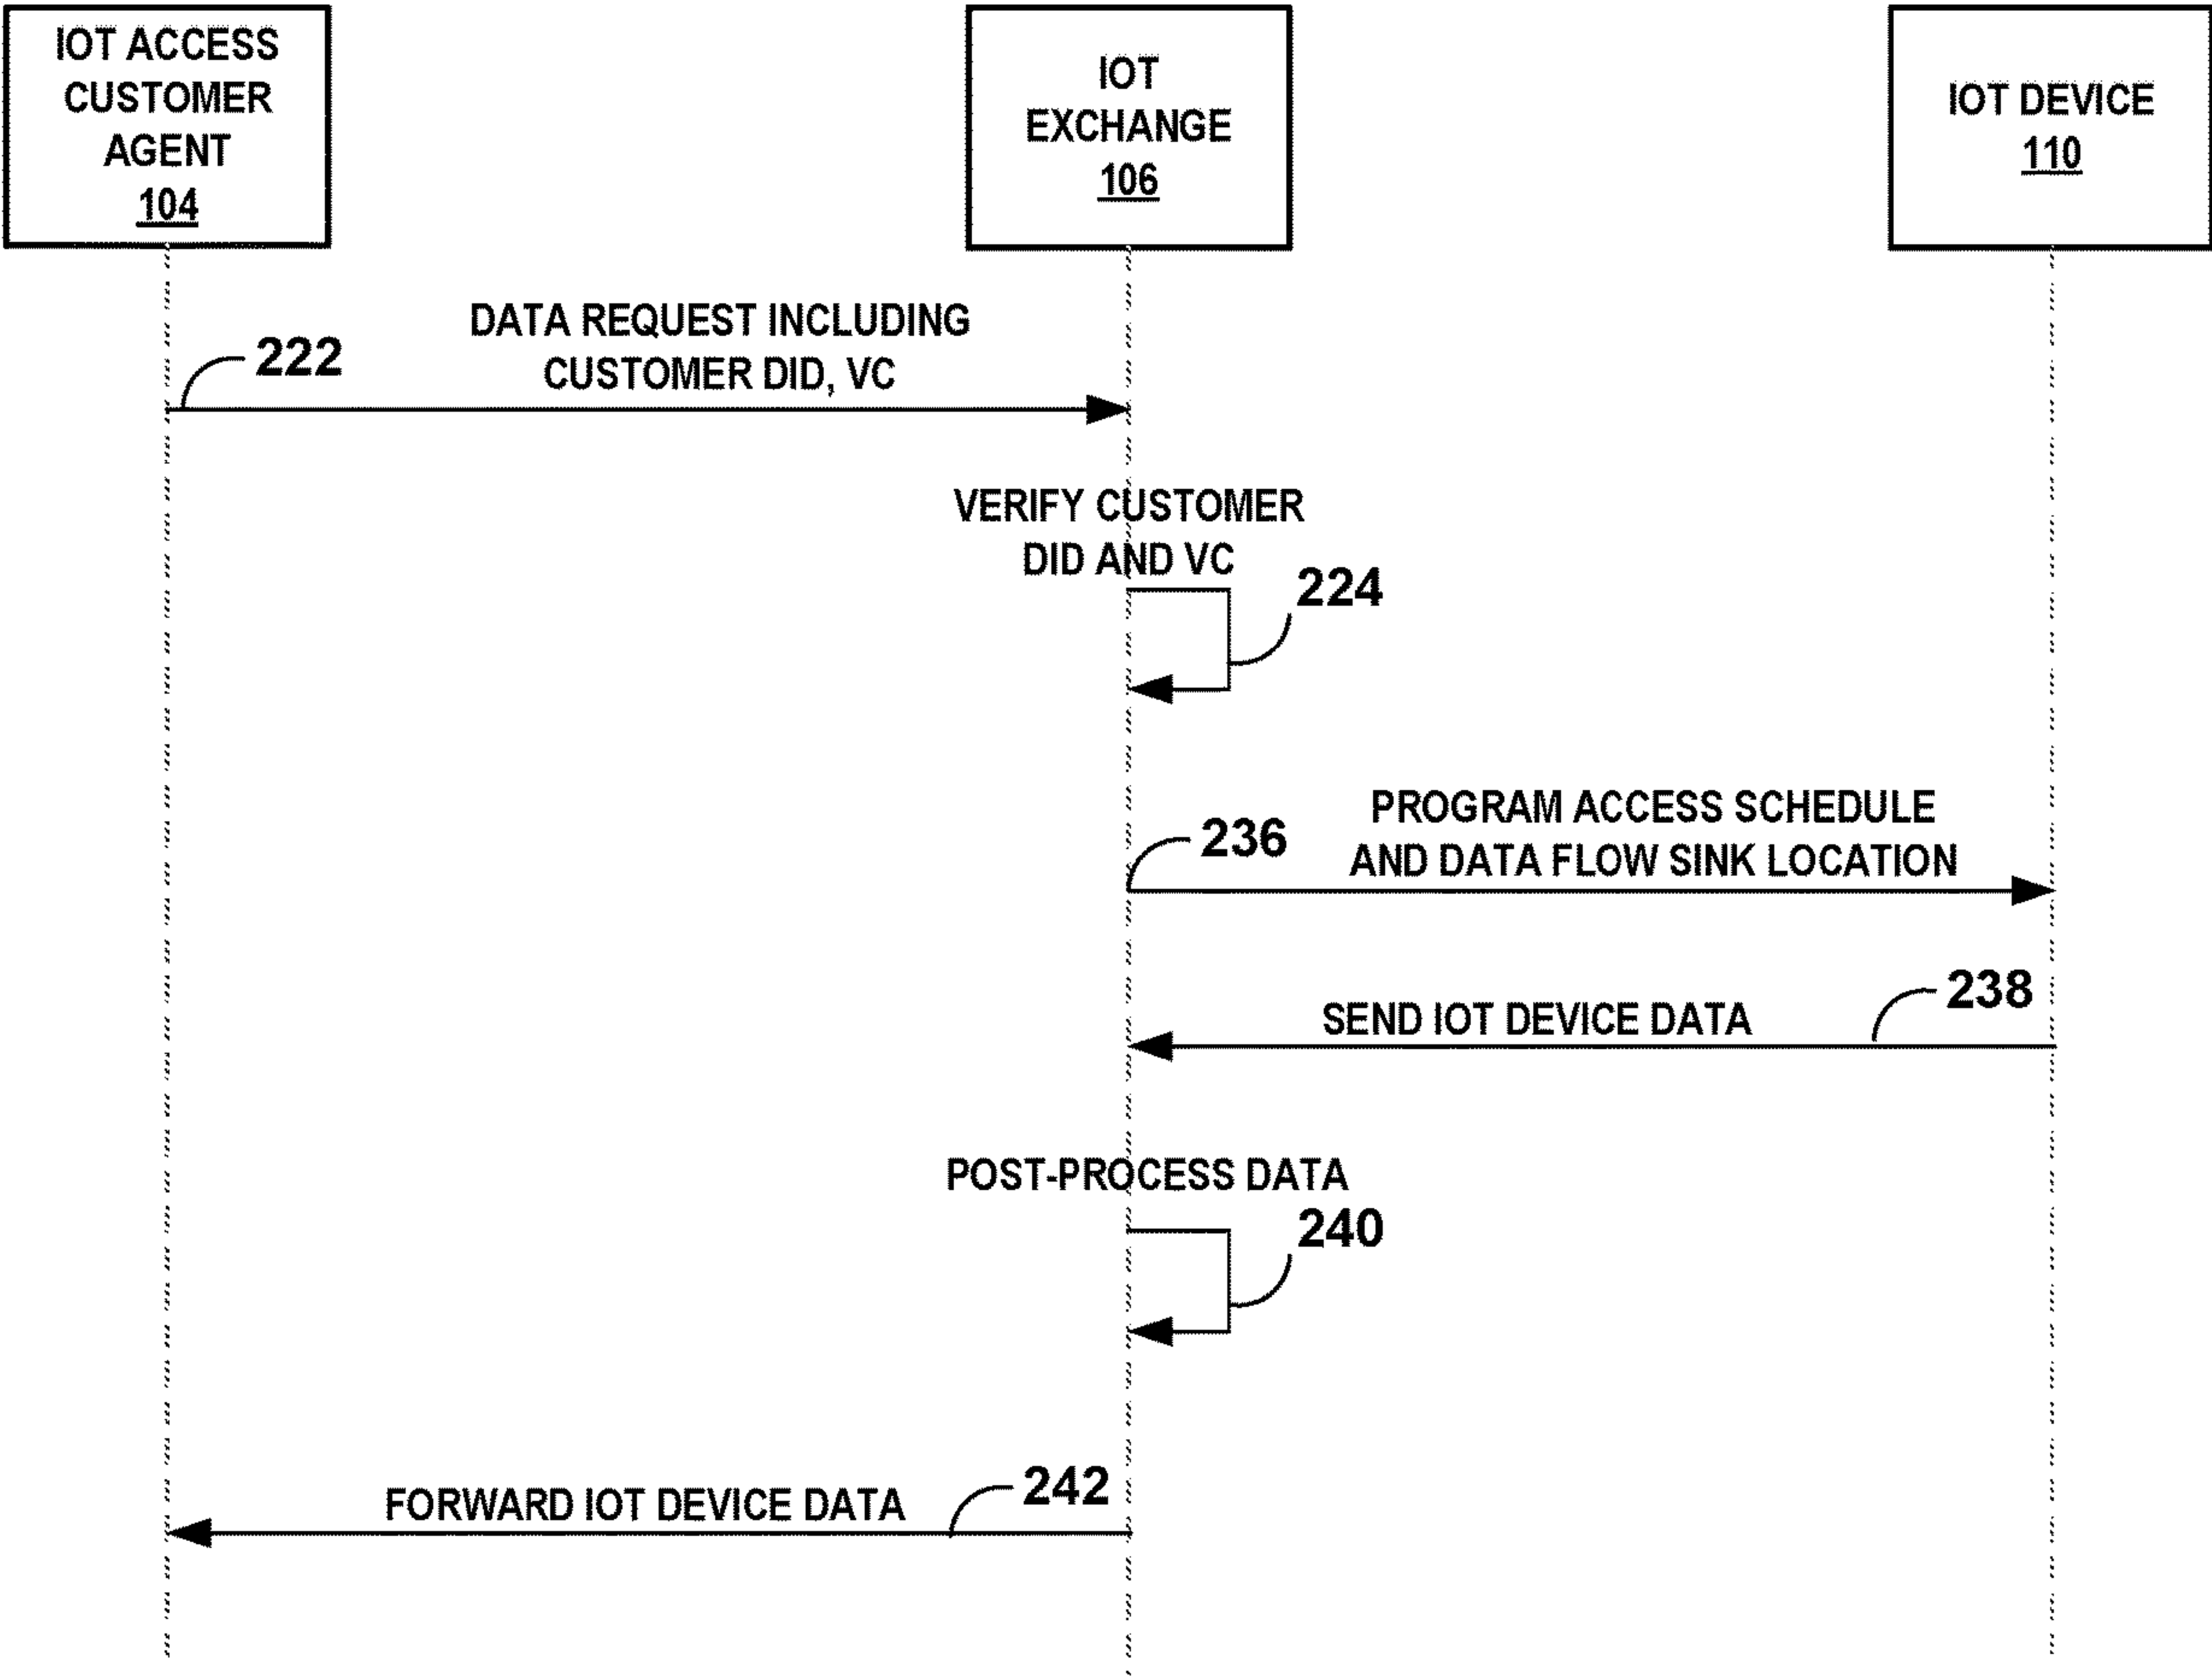 IOT ACCESS
CUSTOMER
AGENT
104
IOT
EXCHANGE
106
IOT DEVICE
110
DATA REQUEST INCLUDING
CUSTOMER DID, VC
222
VERIFY CUSTOMER
DID AND VC
224
PROGRAM ACCESS SCHEDULE
AND DATA FLOW SINK LOCATION
236
SEND IOT DEVICE DATA
238
POST-PROCESS DATA
240
FORWARD IOT DEVICE DATA
242